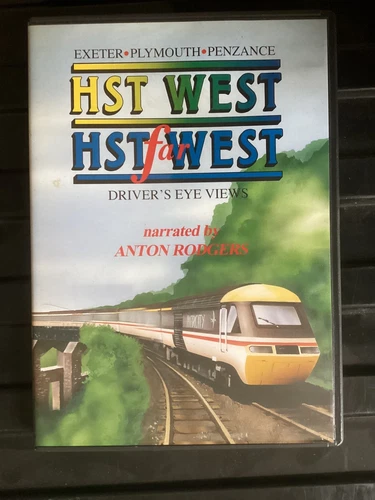 EXETER•PLYMOUTH•PENZANCE
HST WEST
HST far WEST
DRIVER'S EYE VIEWS
narrated by
ANTON RODGERS